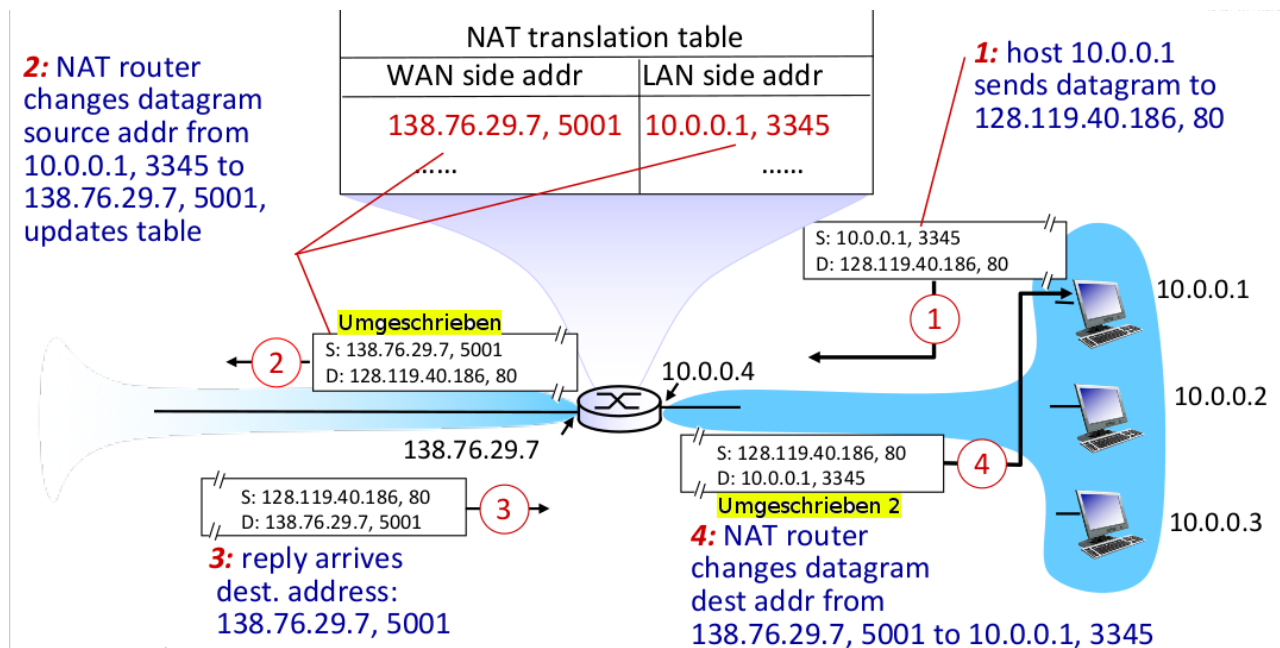 NAT translation table
WAN side addr LAN side addr
138.76.29.7, 5001 10.0.0.1, 3345
...... ......
2: NAT router
changes datagram
source addr from
10.0.0.1, 3345 to
138.76.29.7, 5001,
updates table
1: host 10.0.0.1
sends datagram to
128.119.40.186, 80
S: 10.0.0.1, 3345
D: 128.119.40.186, 80
1
10.0.0.1
Umgeschrieben
S: 138.76.29.7, 5001
D: 128.119.40.186, 80
2
10.0.0.4
10.0.0.2
138.76.29.7
S: 128.119.40.186, 80
D: 10.0.0.1, 3345
4
Umgeschrieben 2
S: 128.119.40.186, 80
D: 138.76.29.7, 5001
3
10.0.0.3
3: reply arrives
dest. address:
138.76.29.7, 5001
4: NAT router
changes datagram
dest addr from
138.76.29.7, 5001 to 10.0.0.1, 3345